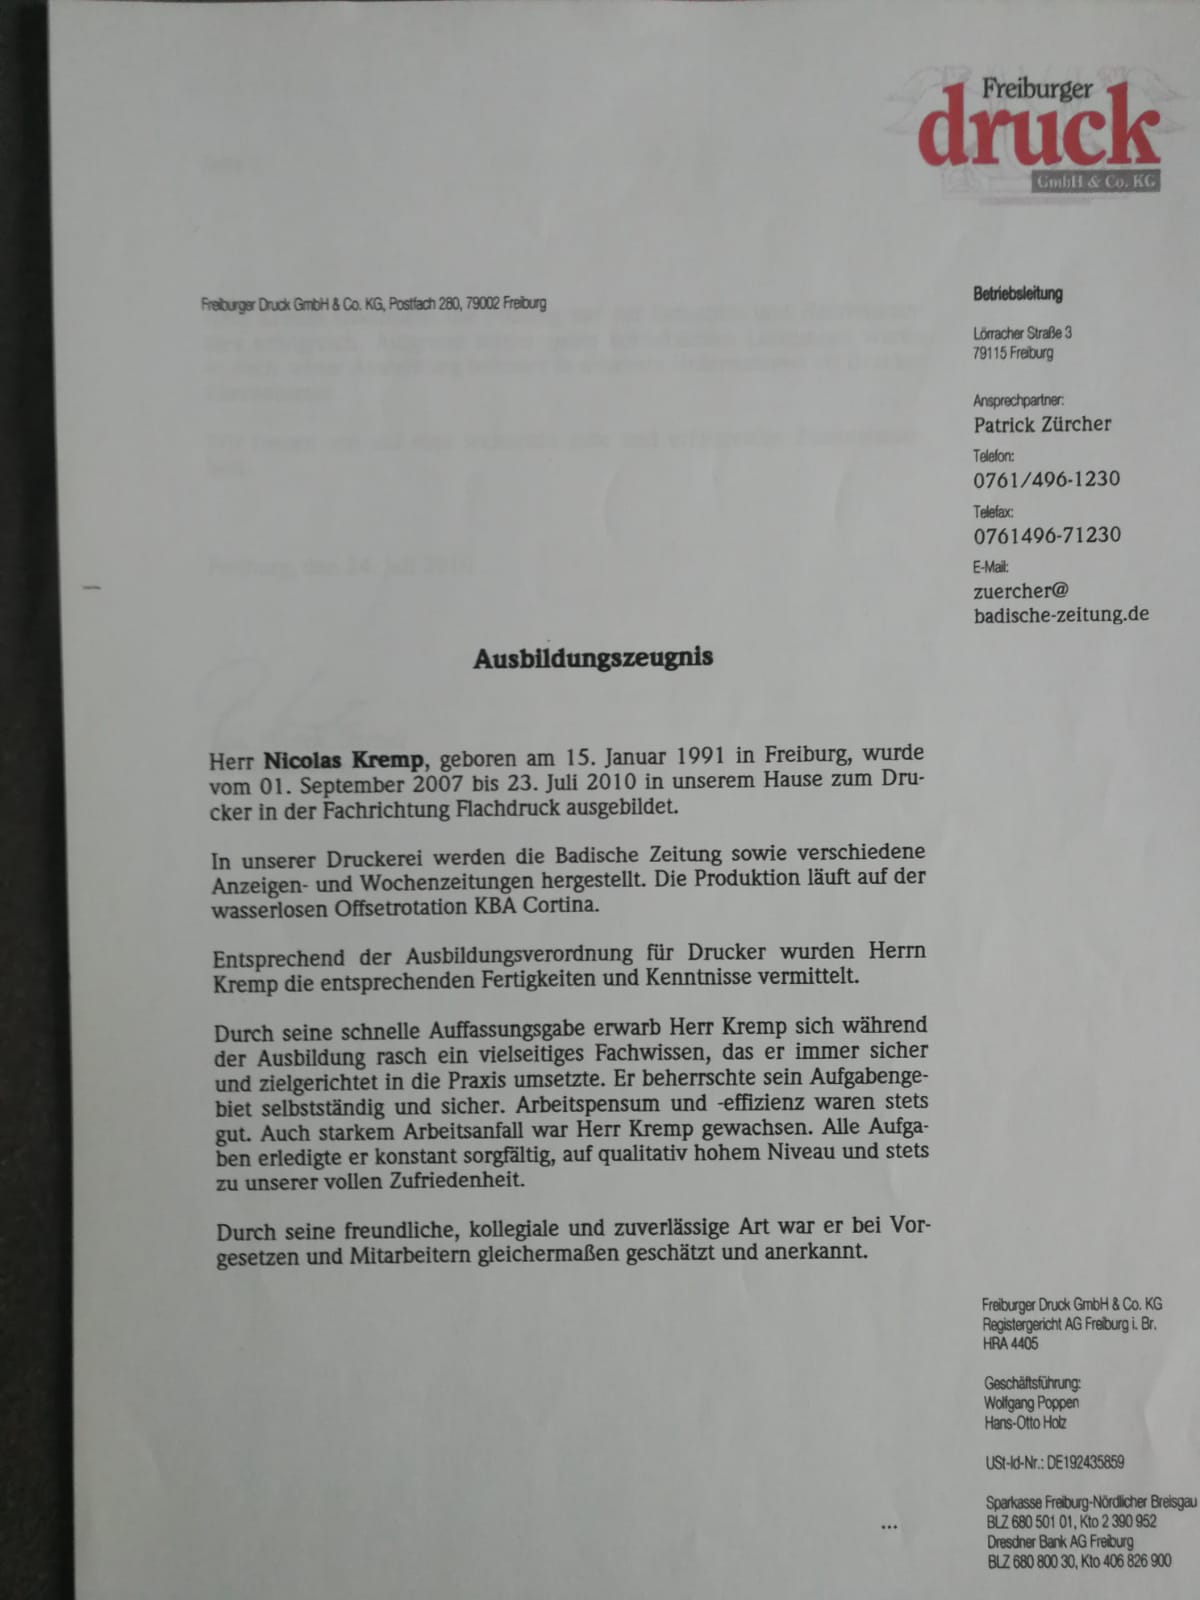 Freiburger
druck
GmbH & Co. KG
Freiburger Druck GmbH & Co. KG, Postfach 280, 79002 Freiburg
Betriebsleitung
Lörracher Straße 3
79115 Freiburg
Ansprechpartner:
Patrick Zürcher
Telefon:
0761/496-1230
Telefax:
0761496-71230
E-Mail:
zuercher@
badische-zeitung.de
Ausbildungszeugnis
Herr Nicolas Kremp, geboren am 15. Januar 1991 in Freiburg, wurde
vom 01. September 2007 bis 23. Juli 2010 in unserem Hause zum Dru-
cker in der Fachrichtung Flachdruck ausgebildet.
In unserer Druckerei werden die Badische Zeitung sowie verschiedene
Anzeigen- und Wochenzeitungen hergestellt. Die Produktion läuft auf der
wasserlosen Offsetrotation KBA Cortina.
Entsprechend der Ausbildungsverordnung für Drucker wurden Herrn
Kremp die entsprechenden Fertigkeiten und Kenntnisse vermittelt.
Durch seine schnelle Auffassungsgabe erwarb Herr Kremp sich während
der Ausbildung rasch ein vielseitiges Fachwissen, das er immer sicher
und zielgerichtet in die Praxis umsetzte. Er beherrschte sein Aufgabenge-
biet selbstständig und sicher. Arbeitspensum und -effizienz waren stets
gut. Auch starkem Arbeitsanfall war Herr Kremp gewachsen. Alle Aufga-
ben erledigte er konstant sorgfältig, auf qualitativ hohem Niveau und stets
zu unserer vollen Zufriedenheit.
Durch seine freundliche, kollegiale und zuverlässige Art war er bei Vor-
gesetzen und Mitarbeitern gleichermaßen geschätzt und anerkannt.
...
Freiburger Druck GmbH & Co. KG
Registergericht AG Freiburg i. Br.
HRA 4405
Geschäftsführung:
Wolfgang Poppen
Hans-Otto Holz
USt-Id-Nr.: DE192435859
Sparkasse Freiburg-Nördlicher Breisgau
BLZ 680 501 01, Kto 2 390 952
Dresdner Bank AG Freiburg
BLZ 680 800 30, Kto 406 826 900